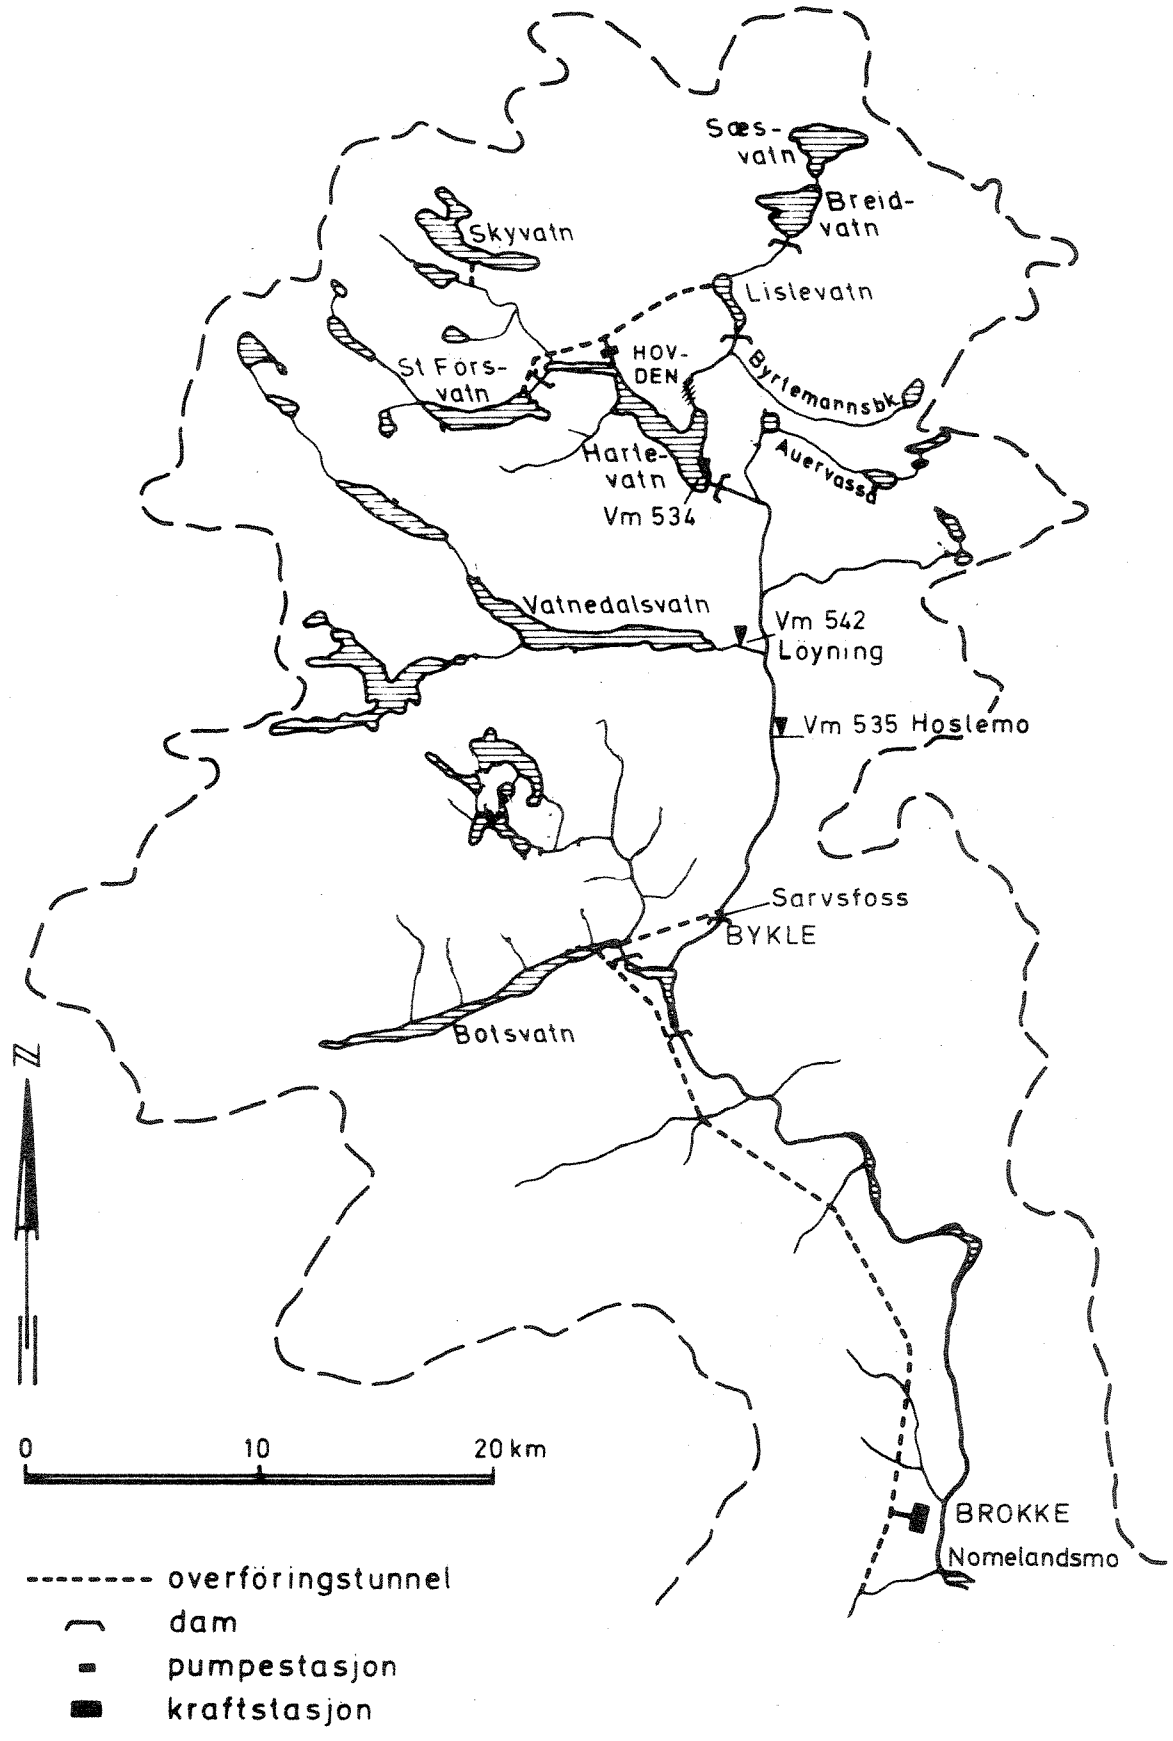 Sæs-
vatn
Breid-
vatn
Skyvatn
Lislevatn
HOV-
DEN
Byrtemannsbk.
St Förs-
vatn
Harte-
vatn
Auervassd
Vm 534
Vatnedalsvatn
Vm 542
Löyning
Vm 535 Hoslemo
Sarvsfoss
BYKLE
Botsvatn
N
0 10 20 km
BROKKE
Nomelandsmo
overföringstunnel
dam
pumpestasjon
kraftstasjon